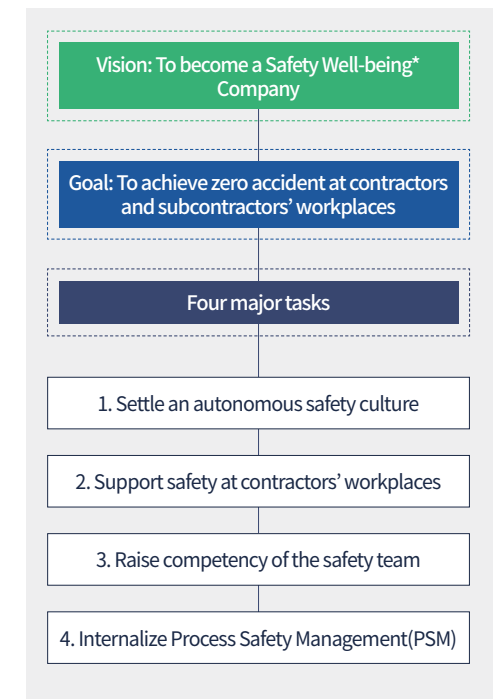 Vision: To become a Safety Well-being*
Company
Goal: To achieve zero accident at contractors
and subcontractors’ workplaces
Four major tasks
1. Settle an autonomous safety culture
2. Support safety at contractors’ workplaces
3. Raise competency of the safety team
4. Internalize Process Safety Management(PSM)